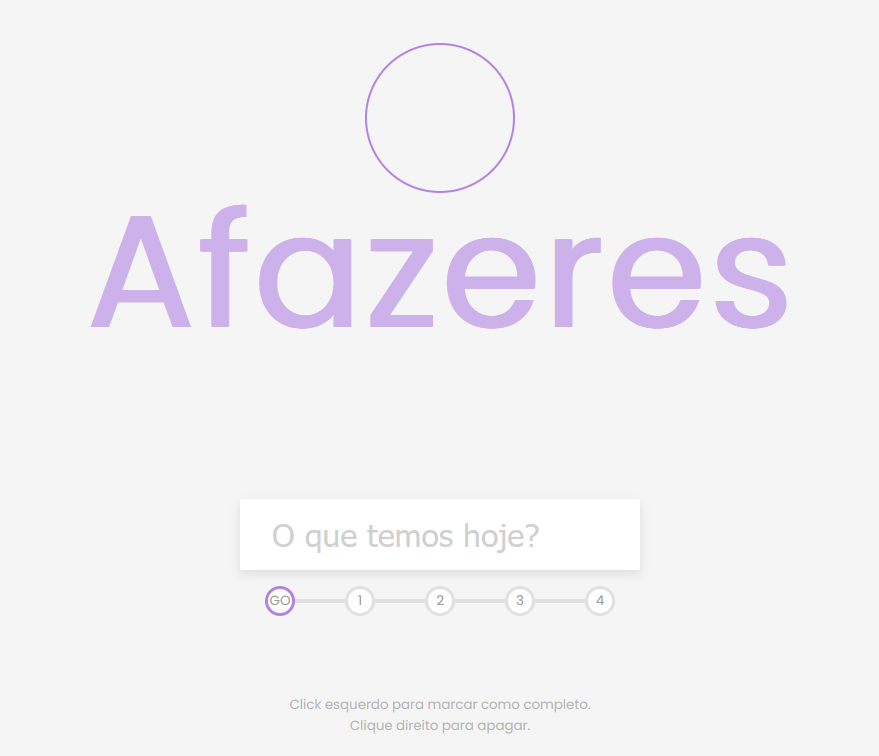 Afazeres
O que temos hoje?
GO 1 2 3 4
Click esquerdo para marcar como completo.
Clique direito para apagar.